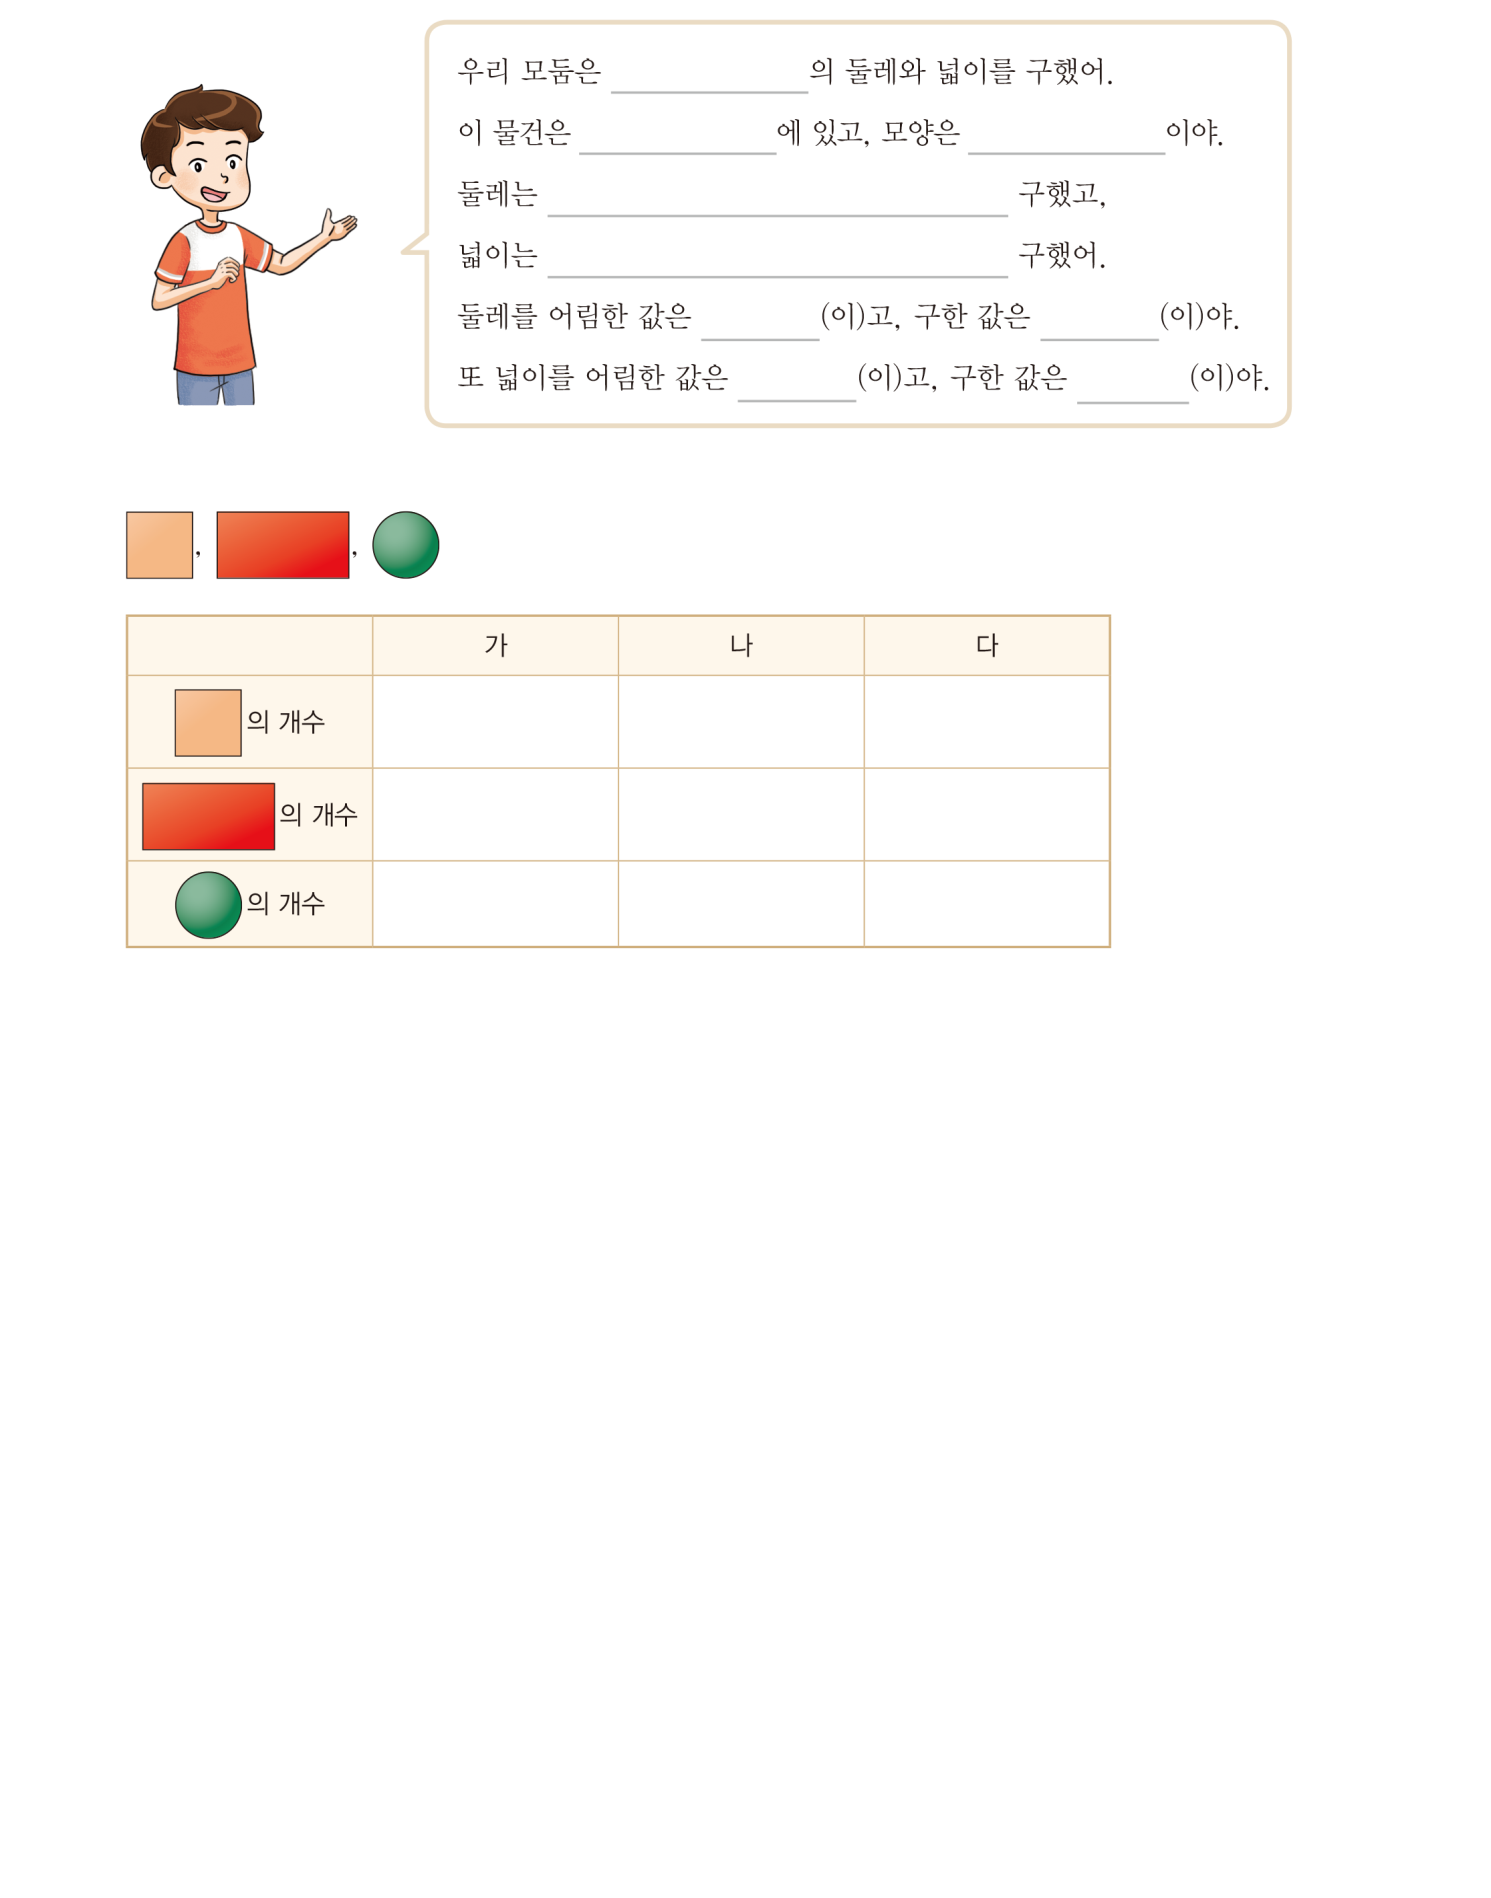 우리 모둠은 의 둘레와 넓이를 구했어.
이 물건은 에 있고, 모양은 이야.
둘레는 구했고,
넓이는 구했어.
둘레를 어림한 값은 (이)고, 구한 값은 (이)야.
또 넓이를 어림한 값은 (이)고, 구한 값은 (이)야.
, ,
가 나 다
의 개수
의 개수
의 개수